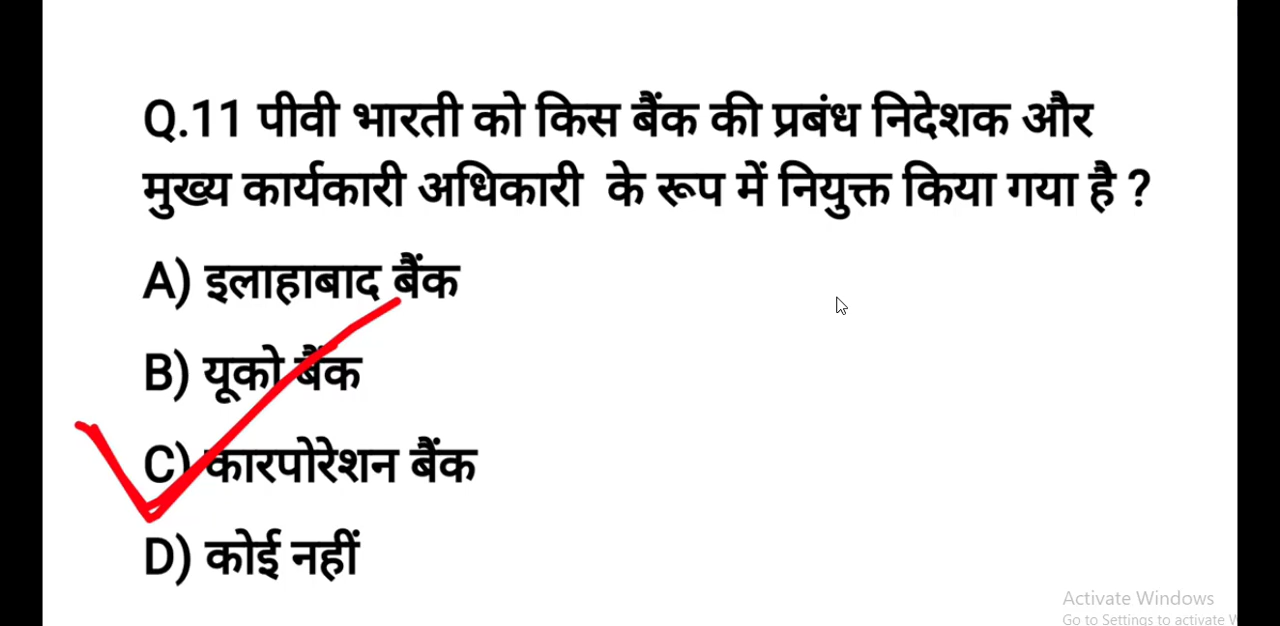 Q.11 पीवी भारती को किस बैंक की प्रबंध निदेशक और
मुख्य कार्यकारी अधिकारी के रूप में नियुक्त किया गया है ?
A) इलाहाबाद बैंक
B) यूको बैंक
C) कारपोरेशन बैंक
D) कोई नहीं
Activate Windows
Go to Settings to activate